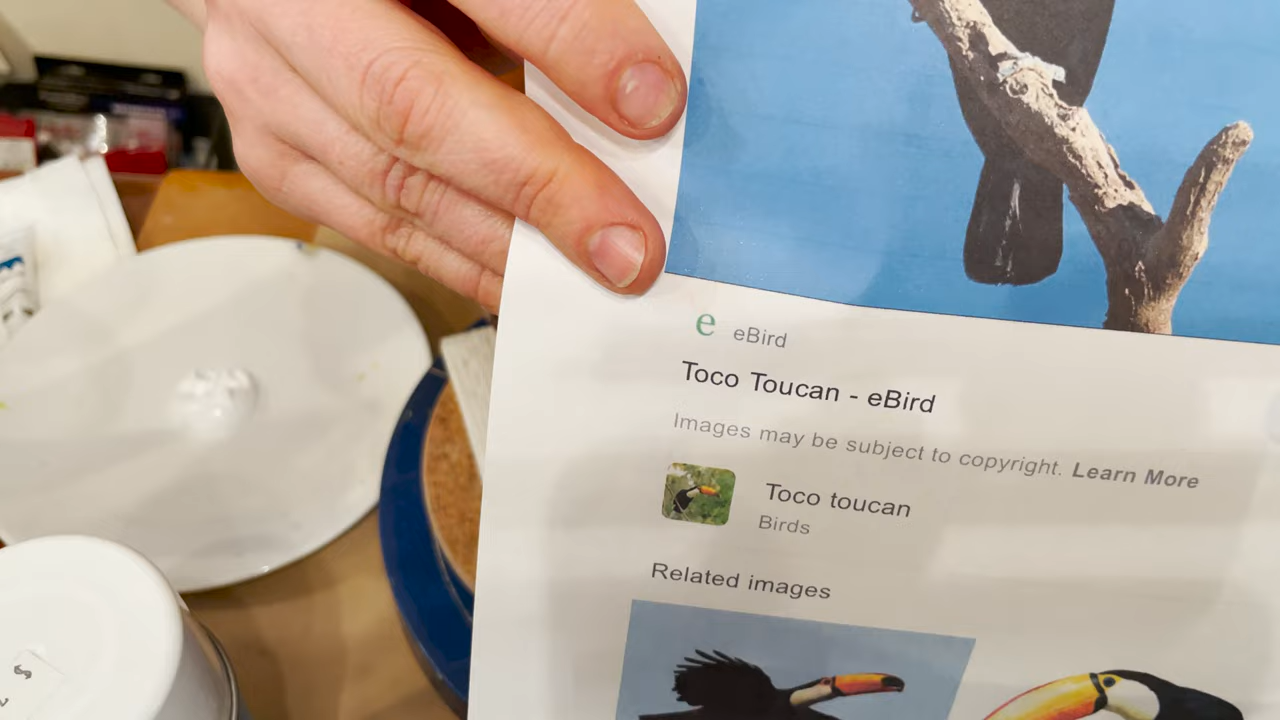 e eBird
Toco Toucan - eBird
Images may be subject to copyright. Learn More
Toco toucan
Birds
Related images
$